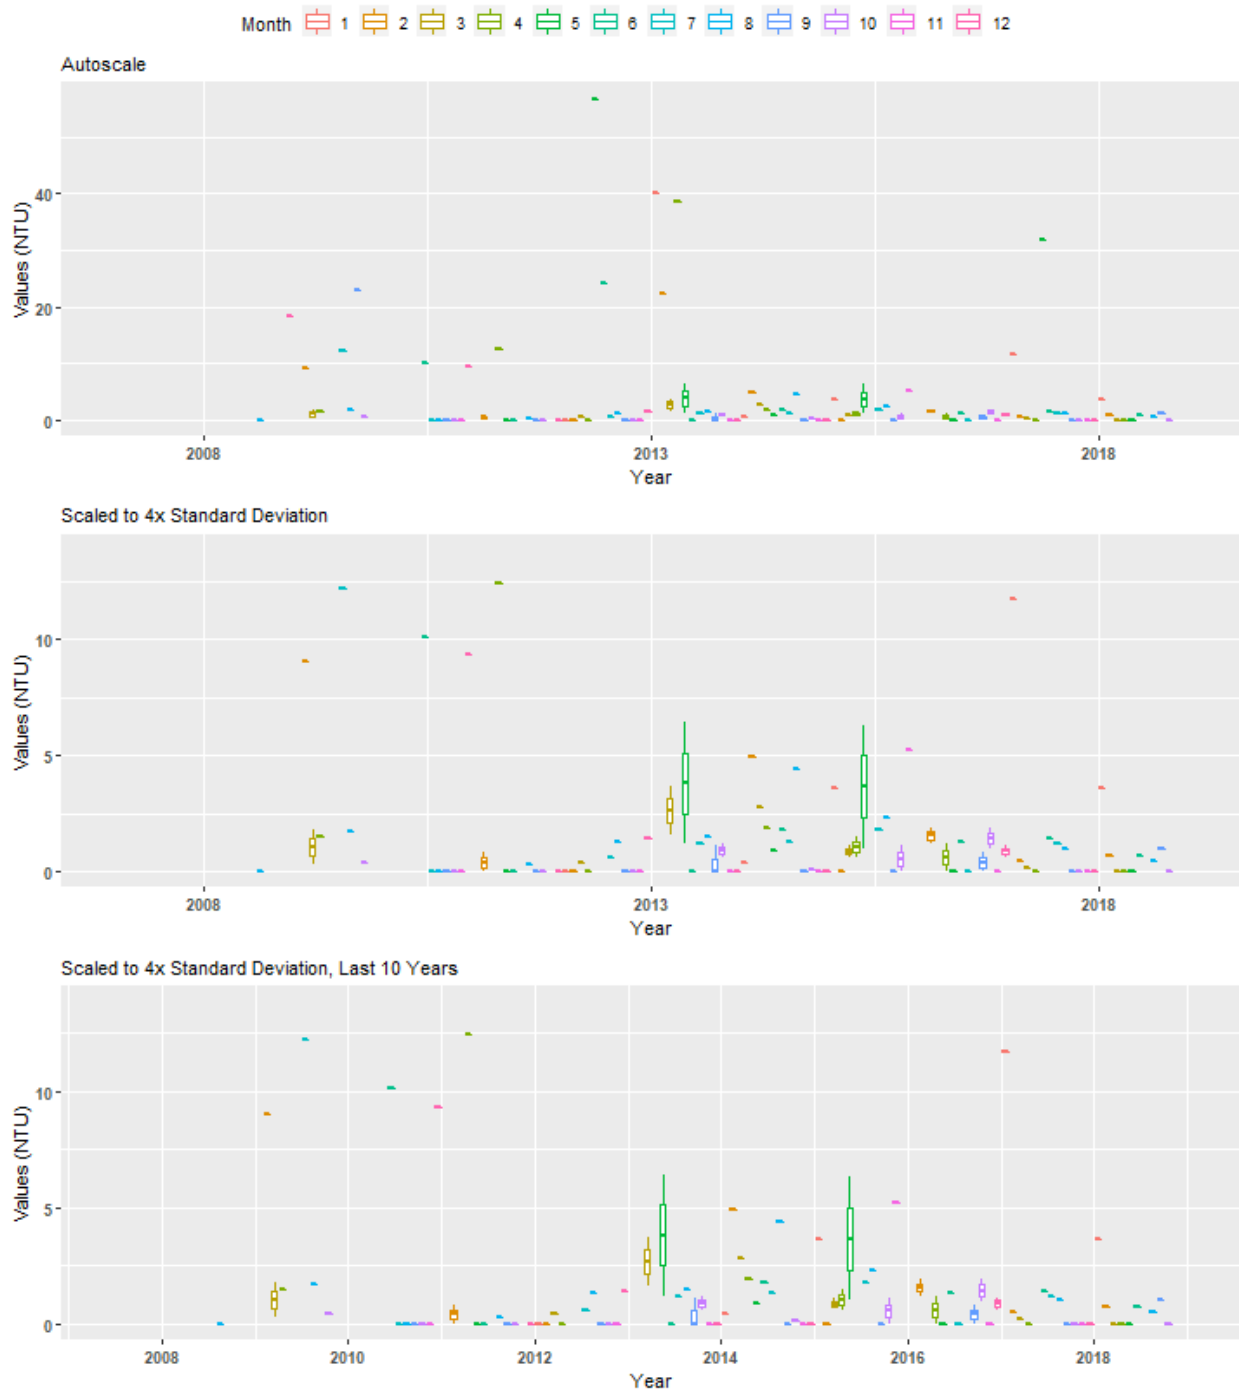 Month 1 2 3 4 5 6 7 8 9 10 11 12
Autoscale
Values (NTU)
40
20
0
2008 2013 2018
Year
Scaled to 4x Standard Deviation
Values (NTU)
10
5
0
2008 2013 2018
Year
Scaled to 4x Standard Deviation, Last 10 Years
Values (NTU)
10
5
0
2008 2010 2012 2014 2016 2018
Year